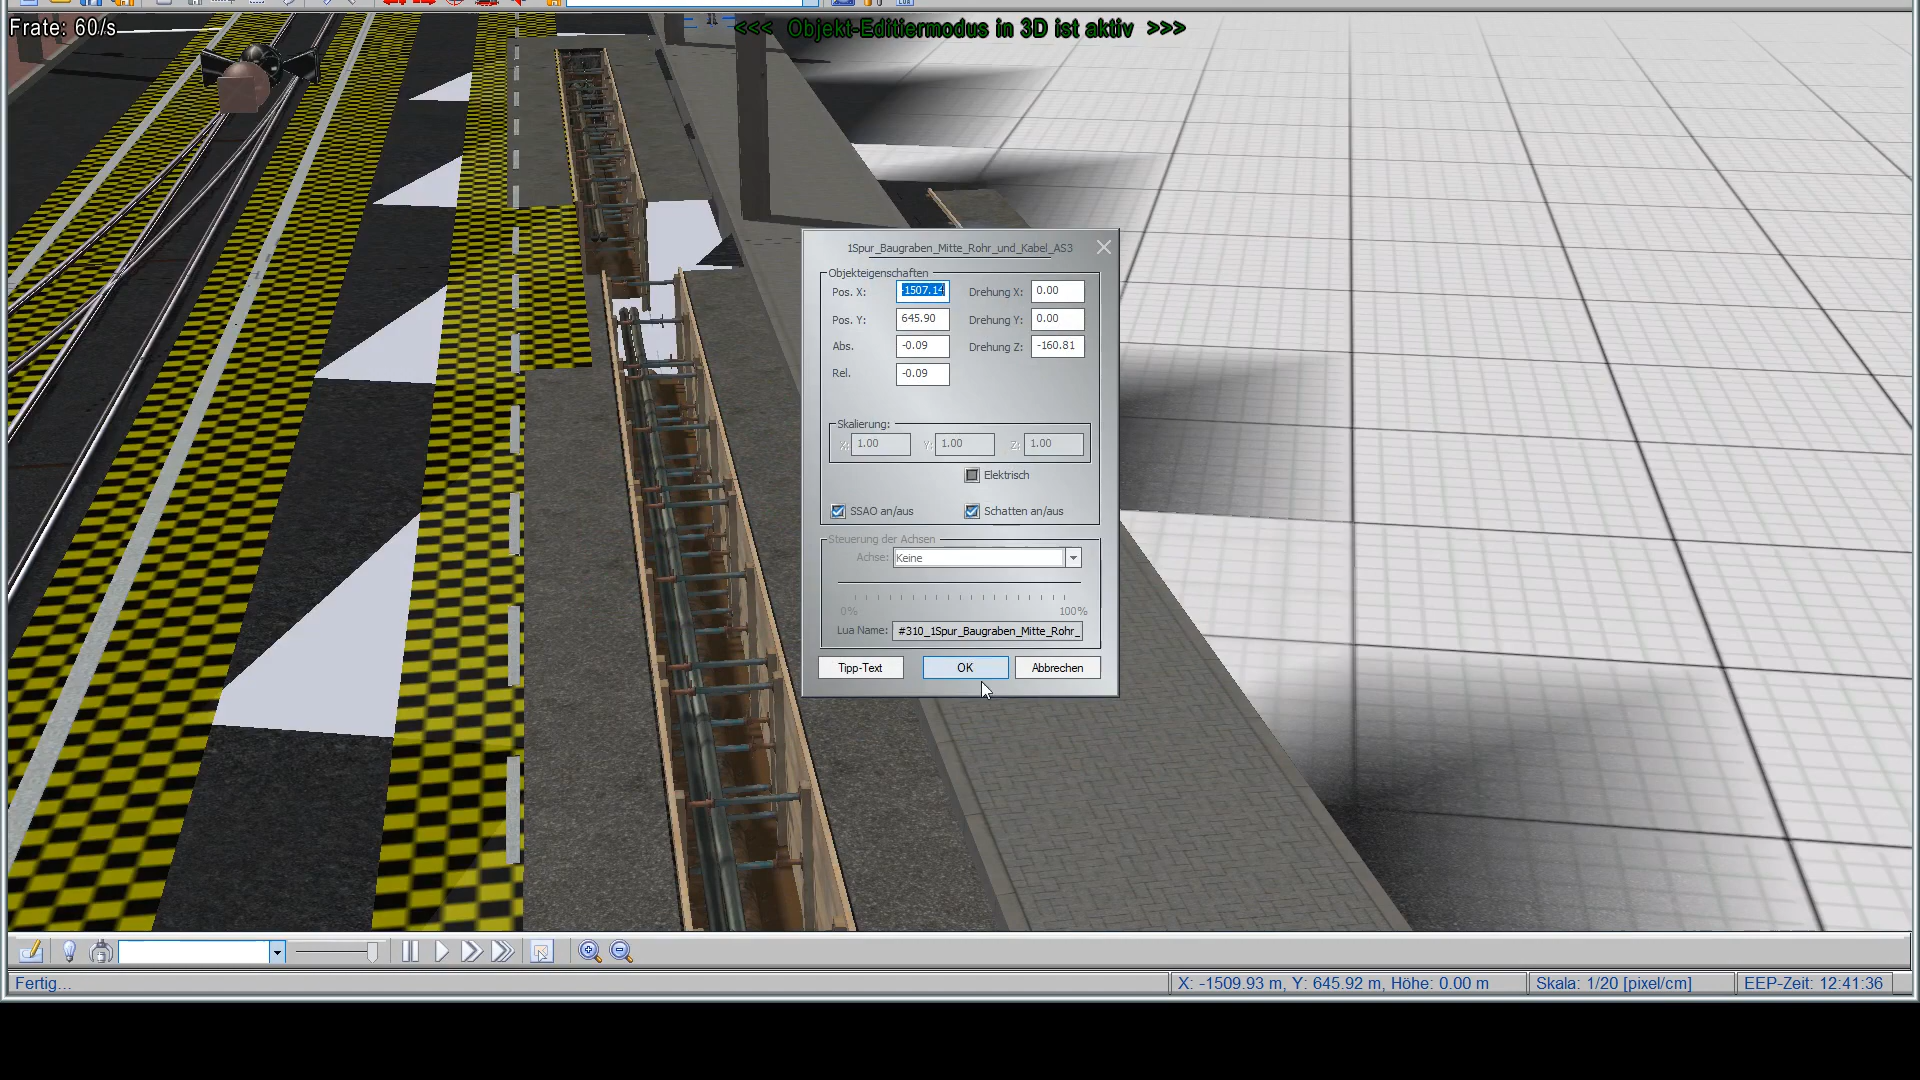 Frate: 60/s
<<< Objekt-Editiermodus in 3D ist aktiv >>>
1Spur_Baugraben_Mitte_Rohr_und_Kabel_AS3
Objekteigenschaften
Pos. X: -1507.14 Drehung X: 0.00
Pos. Y: 645.90 Drehung Y: 0.00
Abs. -0.09 Drehung Z: -160.81
Rel. -0.09
Skalierung:
X: 1.00 Y: 1.00 Z: 1.00
Elektrisch
SSAO an/aus Schatten an/aus
Steuerung der Achsen
Achse: Keine
0% 100%
Lua Name: #310_1Spur_Baugraben_Mitte_Rohr_
Tipp-Text OK Abbrechen
Fertig... X: -1509.93 m, Y: 645.92 m, Höhe: 0.00 m Skala: 1/20 [pixel/cm] EEP-Zeit: 12:41:36